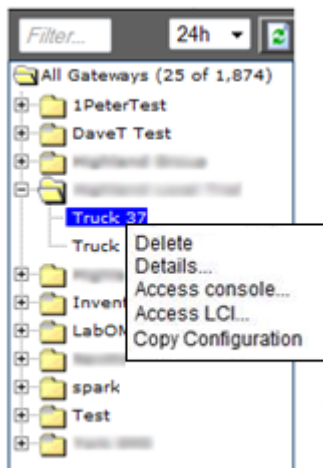 Filter...
24h
All Gateways (25 of 1,874)
1PeterTest
DaveT Test
Truck 37
Truck
Delete
Details...
Access console...
Access LCI...
Copy Configuration
Invent
LabOM
spark
Test